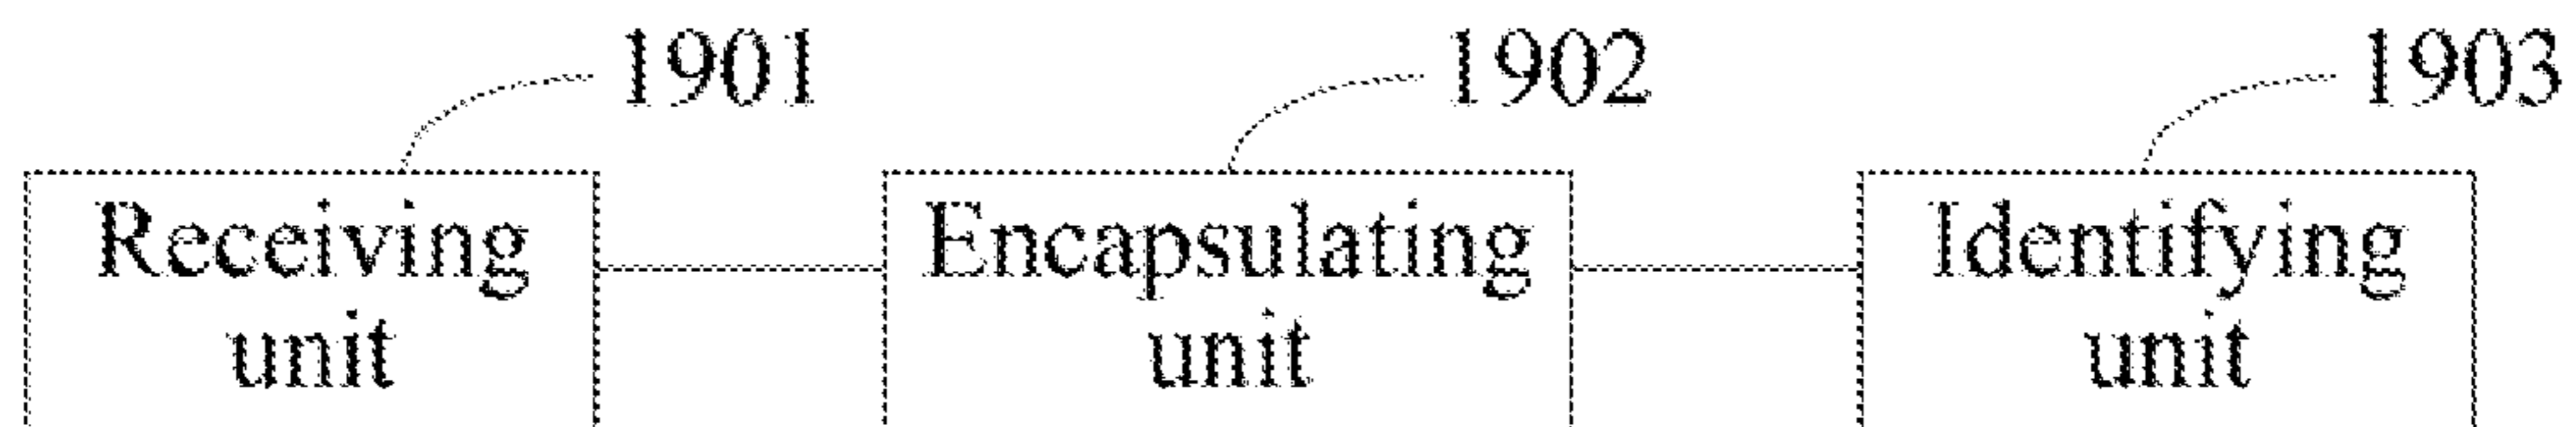 1901
1902
1903
Receiving
unit
Encapsulating
unit
Identifying
unit